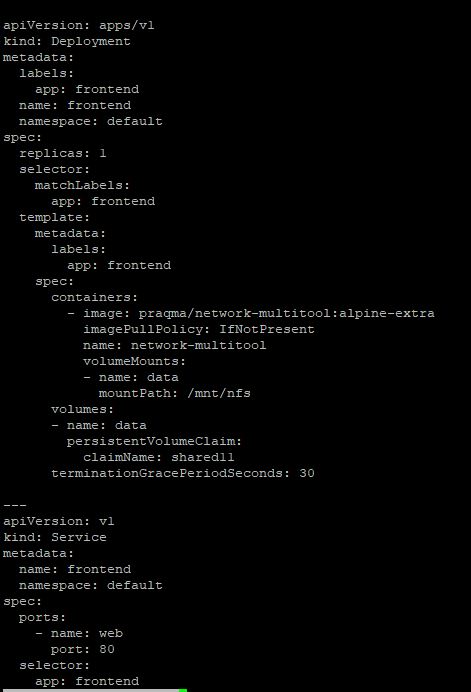 apiVersion: apps/v1
kind: Deployment
metadata:
  labels:
    app: frontend
  name: frontend
  namespace: default
spec:
  replicas: 1
  selector:
    matchLabels:
      app: frontend
  template:
    metadata:
      labels:
        app: frontend
    spec:
      containers:
        - image: praqma/network-multitool:alpine-extra
          imagePullPolicy: IfNotPresent
          name: network-multitool
          volumeMounts:
          - name: data
            mountPath: /mnt/nfs
      volumes:
      - name: data
        persistentVolumeClaim:
          claimName: shared11
      terminationGracePeriodSeconds: 30

---
apiVersion: v1
kind: Service
metadata:
  name: frontend
  namespace: default
spec:
  ports:
    - name: web
      port: 80
  selector:
    app: frontend